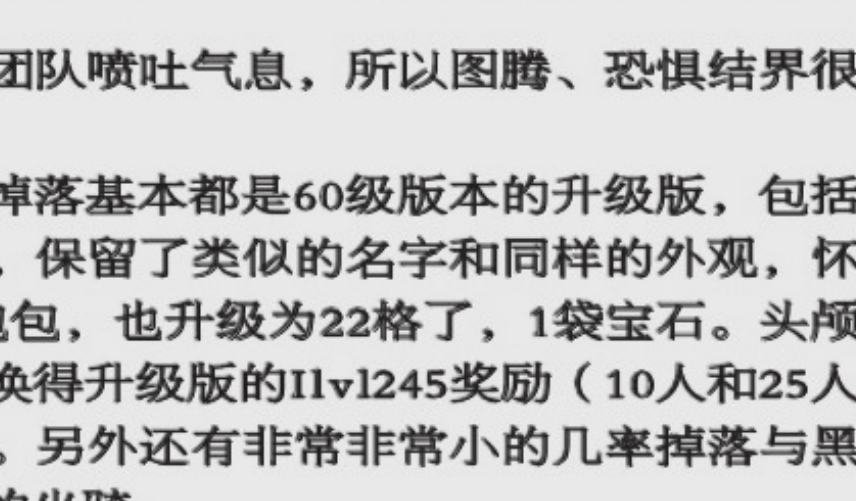 团队喷吐气息，所以图腾、恐惧结界很
掉落基本都是60级版本的升级版，包括
，保留了类似的名字和同样的外观，怀
包，也升级为22格了，1袋宝石。头颅
换得升级版的Ilvl245奖励（10人和25人
。另外还有非常非常小的几率掉落与黑